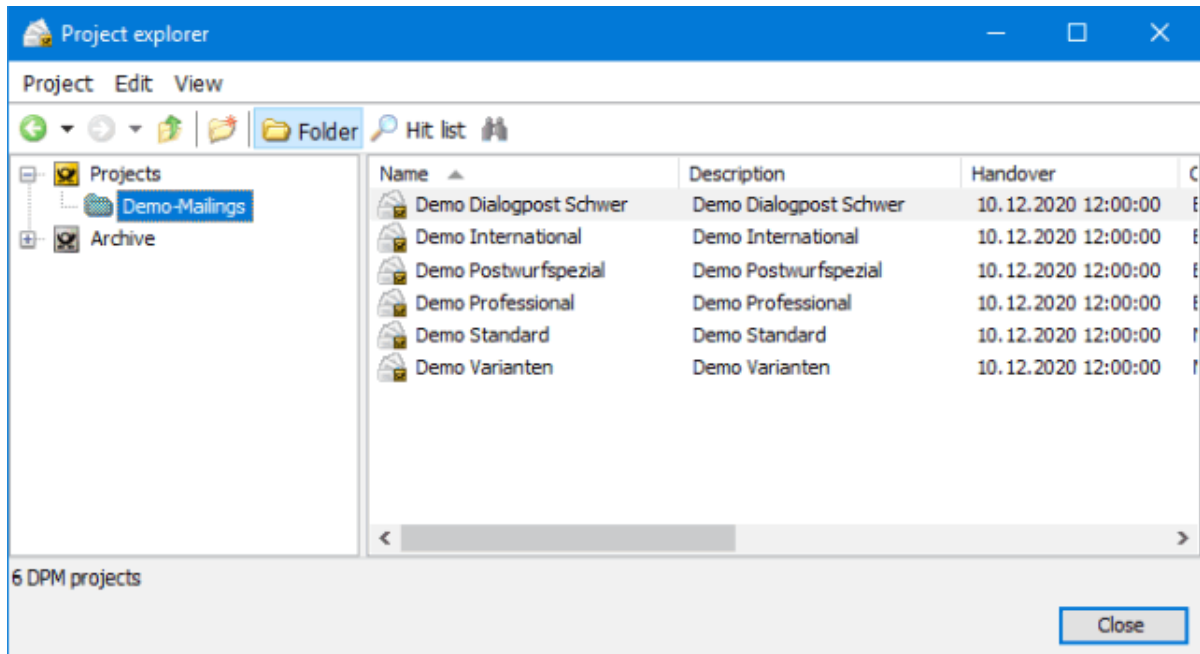 Project explorer
Project Edit View
Folder Hit list
Projects
Demo-Mailings
Archive
Name Description Handover
Demo Dialogpost Schwer Demo Dialogpost Schwer 10.12.2020 12:00:00
Demo International Demo International 10.12.2020 12:00:00
Demo Postwurfspezial Demo Postwurfspezial 10.12.2020 12:00:00
Demo Professional Demo Professional 10.12.2020 12:00:00
Demo Standard Demo Standard 10.12.2020 12:00:00
Demo Varianten Demo Varianten 10.12.2020 12:00:00
6 DPM projects
Close